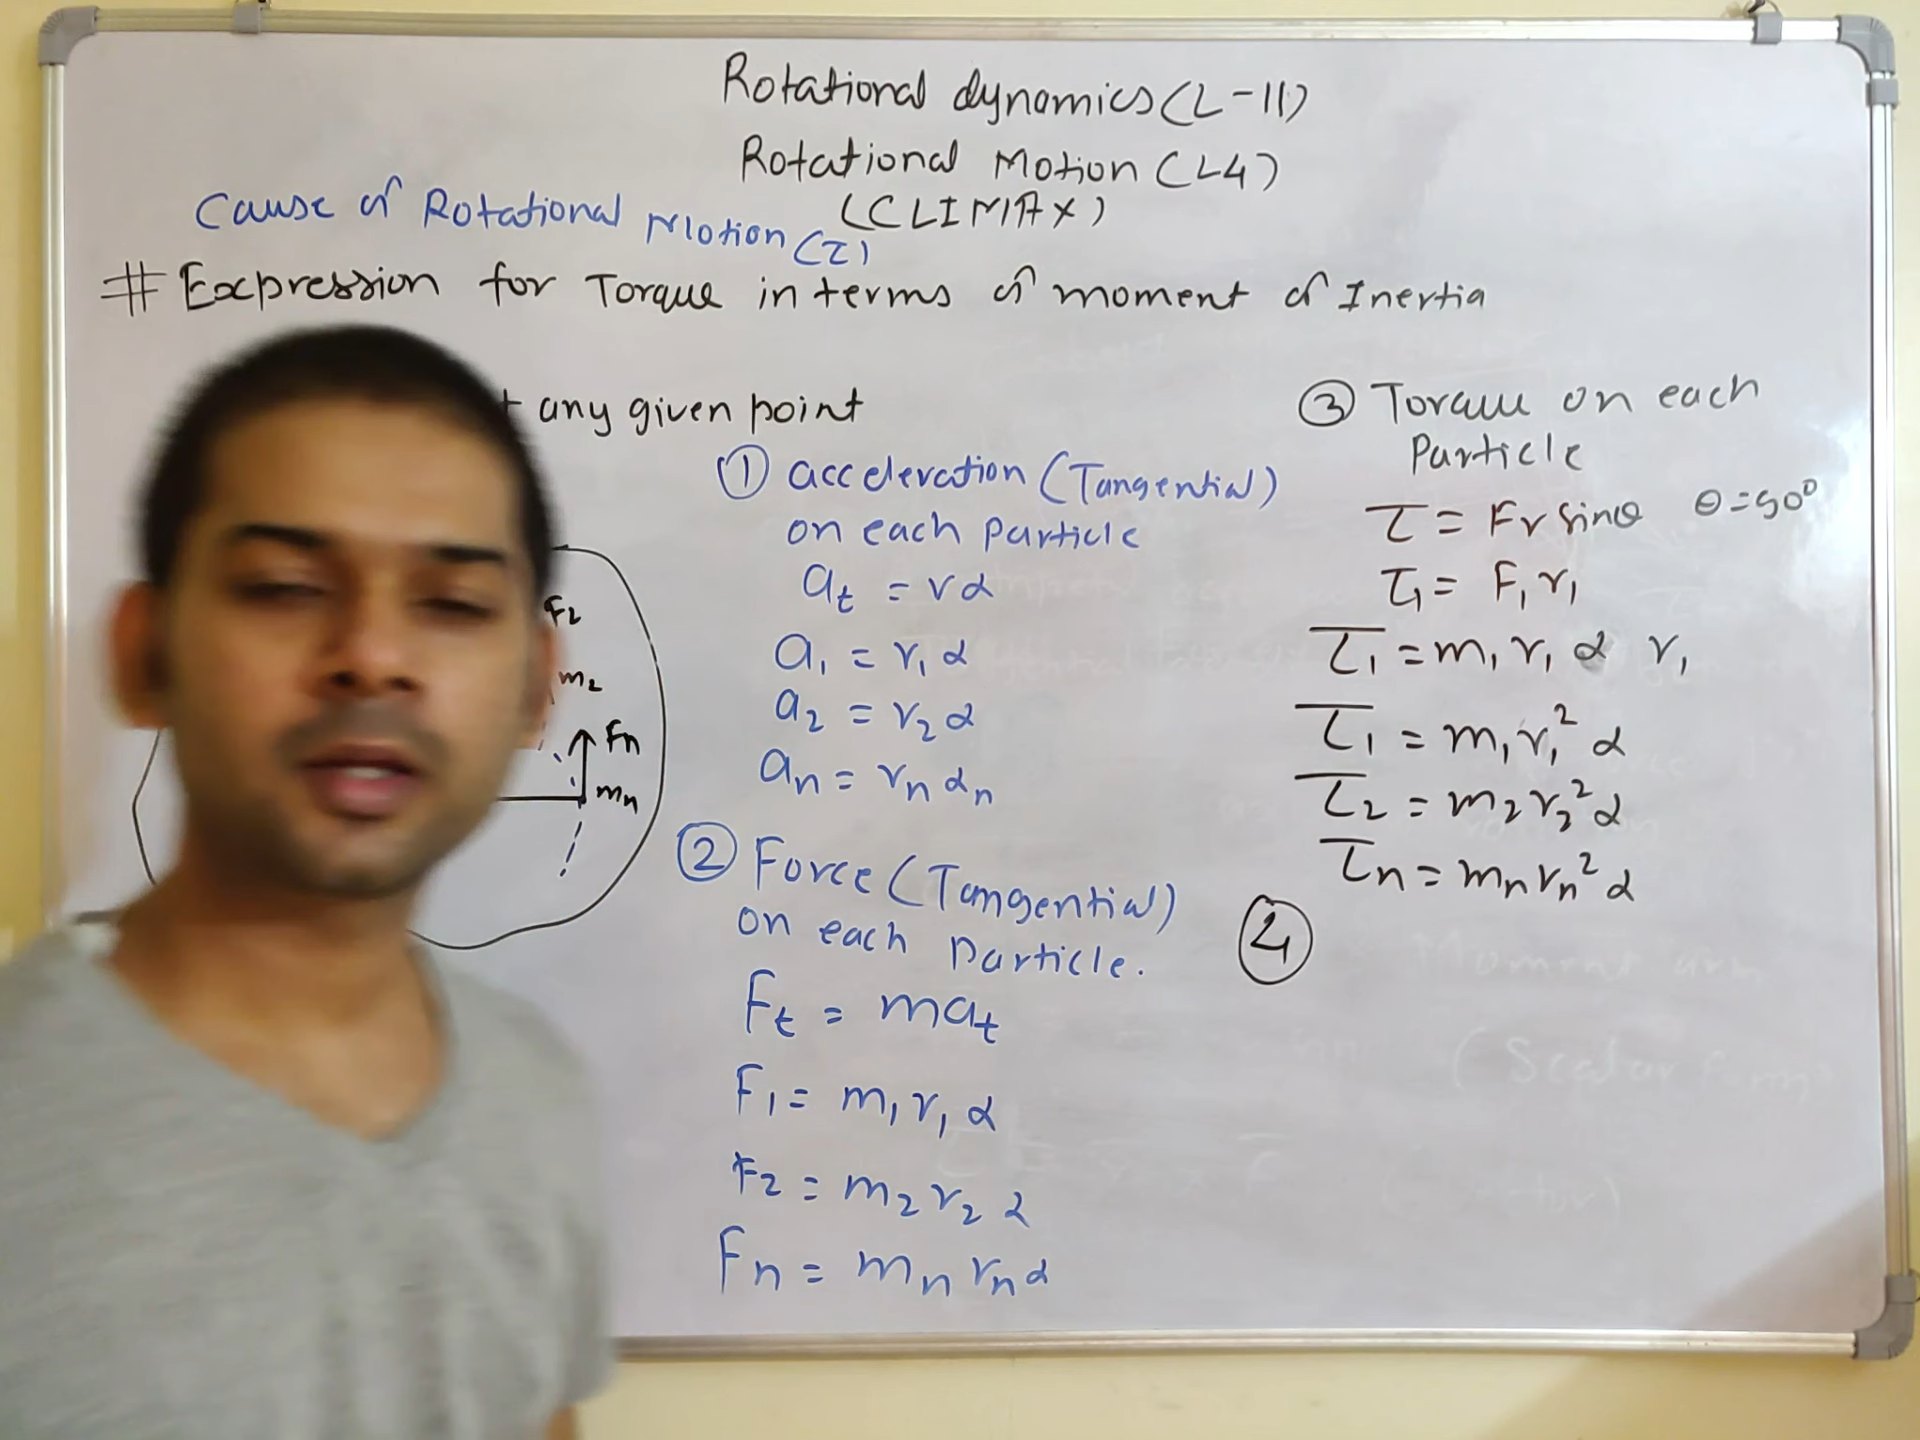 Rotational dynamics (L-11)
Rotational Motion (L4)
(CLIMAX)
Cause of Rotational Motion (τ)
# Expression for Torque in terms of moment of Inertia
any given point
F2
m2
Fn
mn
① acceleration (Tangential)
on each particle
at = rα
a1 = r1 α
a2 = r2 α
an = rn αn
② Force (Tangential)
on each Particle.
Ft = mat
F1 = m1 r1 α
F2 = m2 r2 α
Fn = mn rn α
③ Torque on each
Particle
τ = Fr sinθ θ = 90°
τ1 = F1 r1
τ1 = m1 r1 α r1
τ1 = m1 r1² α
τ2 = m2 r2² α
τn = mn rn² α
④
Moment arm
(Scalar form)